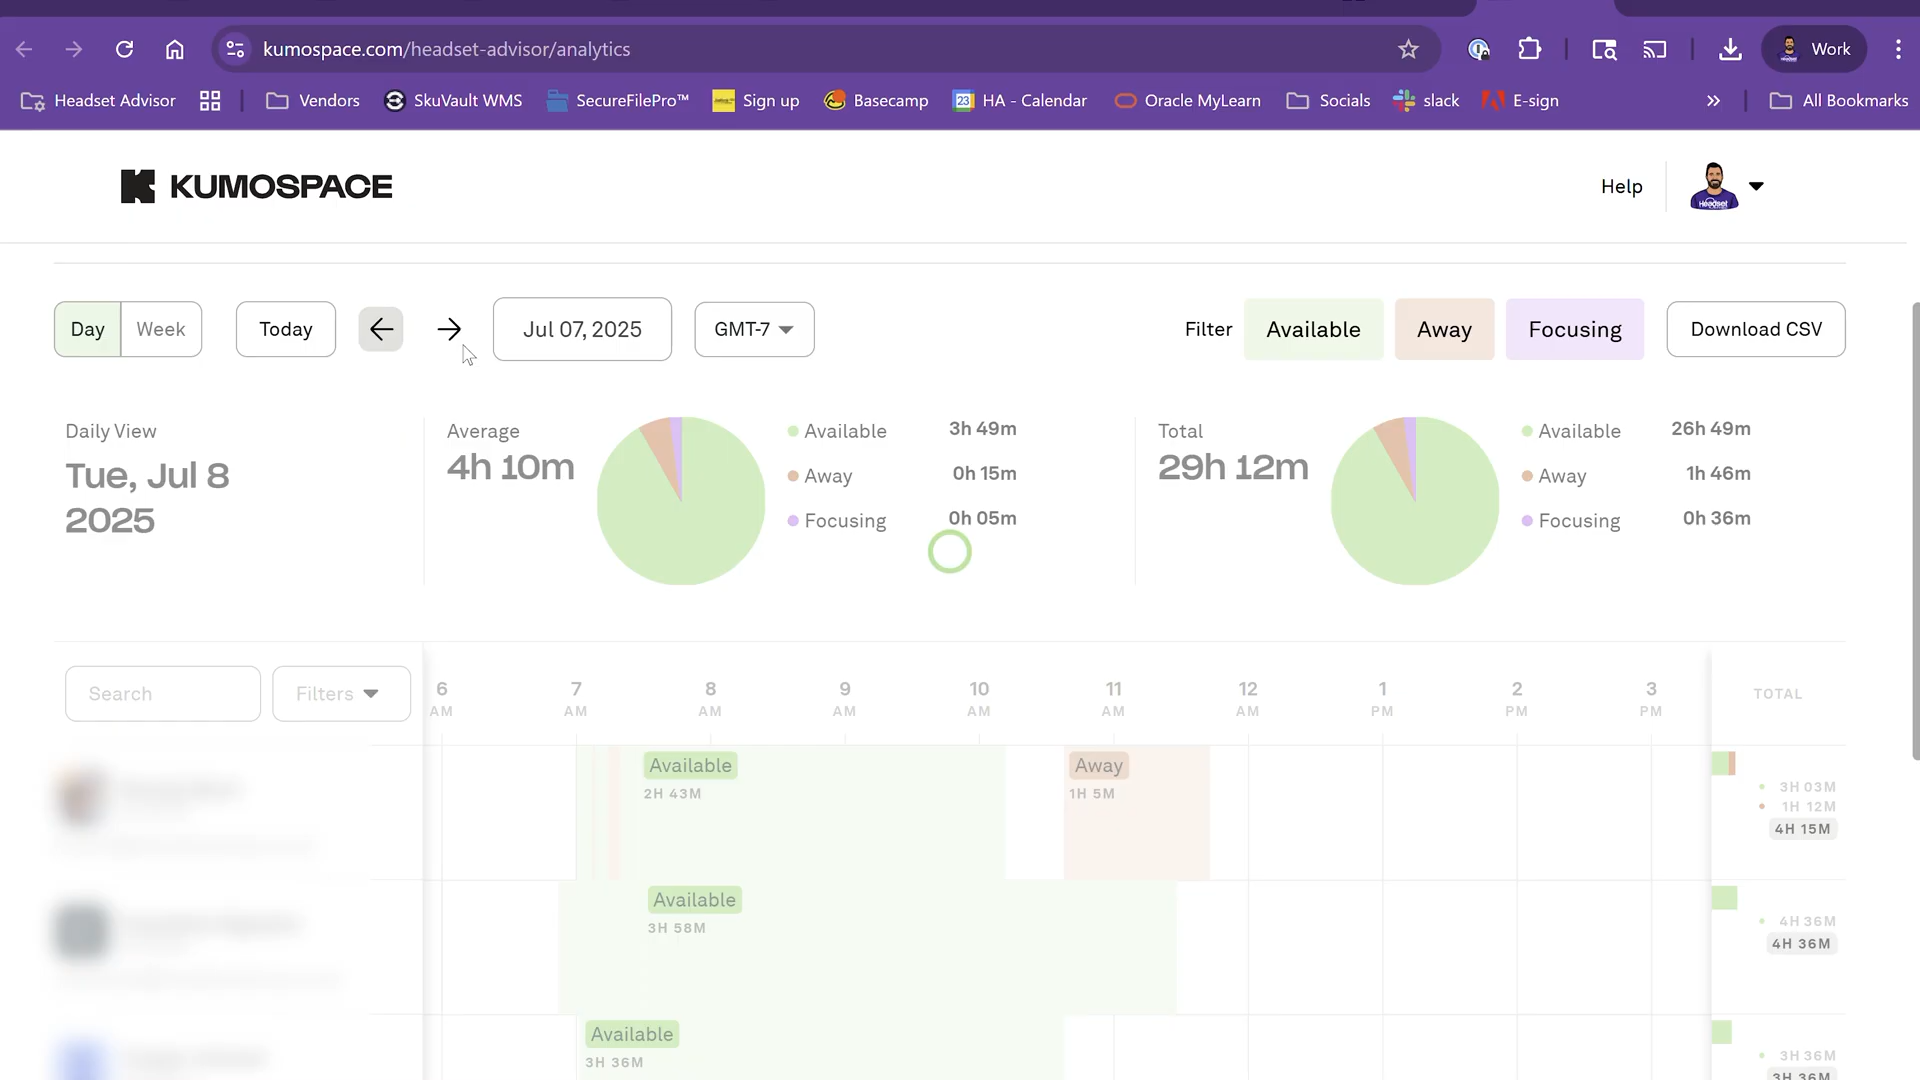 kumospace.com/headset-advisor/analytics
Work
Headset Advisor
Vendors
SkuVault WMS
SecureFilePro™
Sign up
Basecamp
23 HA - Calendar
Oracle MyLearn
Socials
slack
E-sign
»
All Bookmarks
KUMOSPACE
Help
Headset
Day
Week
Today
Jul 07, 2025
GMT-7
Filter
Available
Away
Focusing
Download CSV
Daily View
Tue, Jul 8
2025
Average
4h 10m
Available 3h 49m
Away 0h 15m
Focusing 0h 05m
Total
29h 12m
Available 26h 49m
Away 1h 46m
Focusing 0h 36m
Search
Filters
6 AM
7 AM
8 AM
9 AM
10 AM
11 AM
12 AM
1 PM
2 PM
3 PM
TOTAL
Available
2H 43M
Away
1H 5M
3H 03M
1H 12M
4H 15M
Available
3H 58M
4H 36M
4H 36M
Available
3H 36M
3H 36M
3H 36M